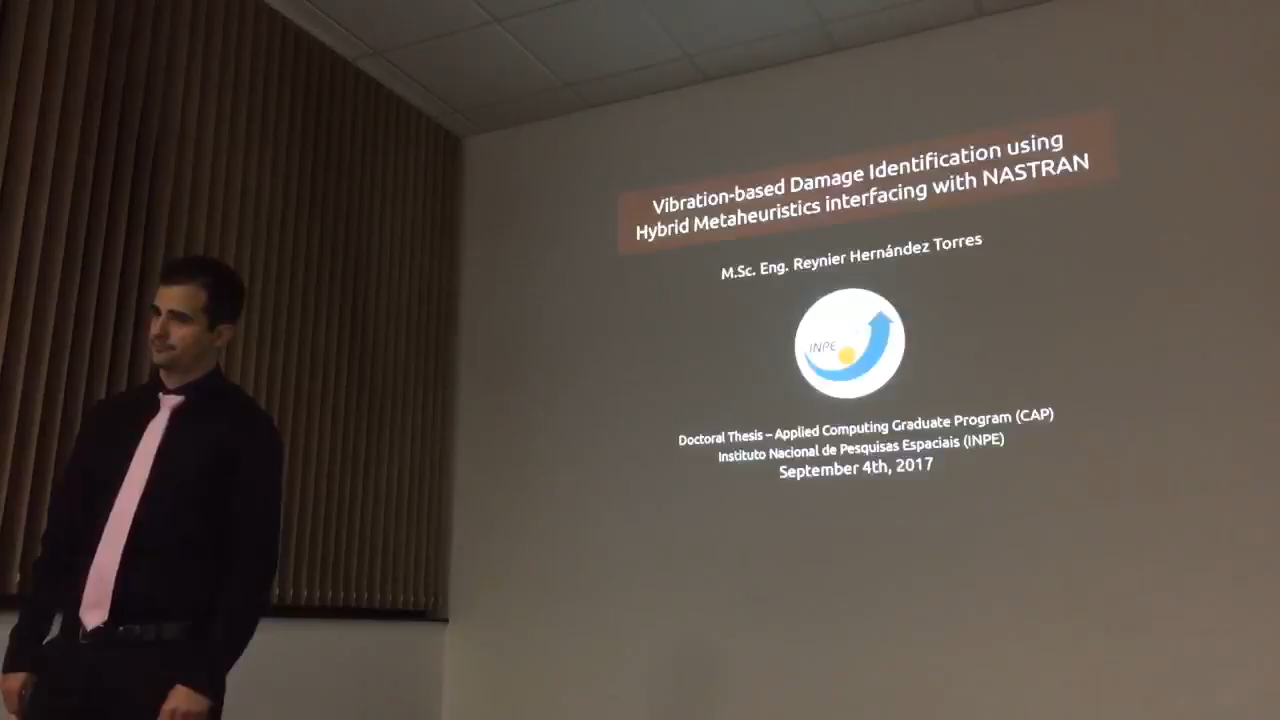 Vibration-based Damage Identification using
Hybrid Metaheuristics interfacing with NASTRAN
M.Sc. Eng. Reynier Hernández Torres
INPE
Doctoral Thesis – Applied Computing Graduate Program (CAP)
Instituto Nacional de Pesquisas Espaciais (INPE)
September 4th, 2017